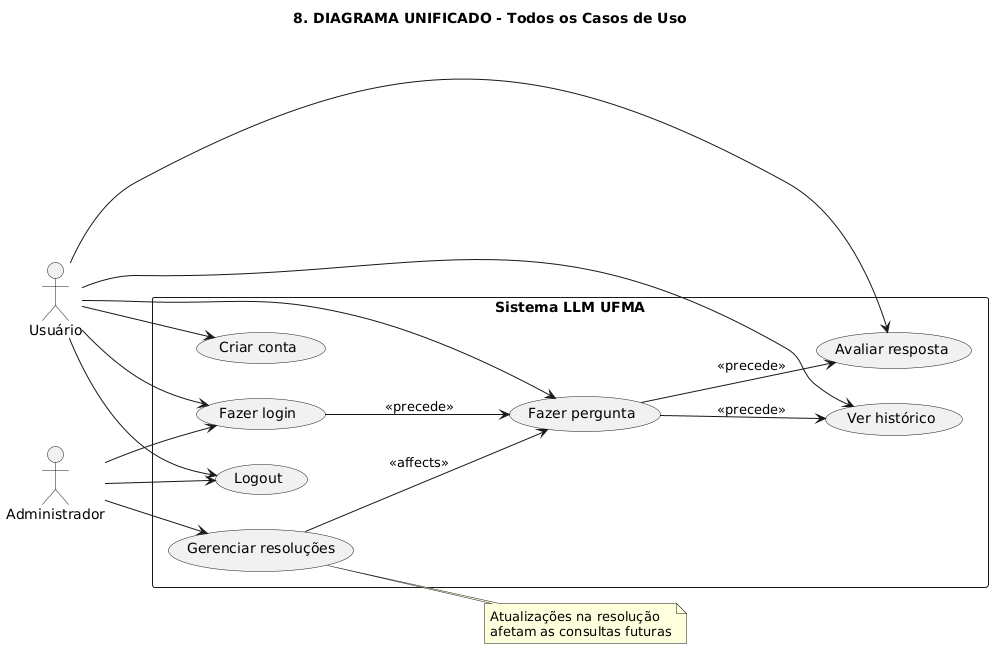 8. DIAGRAMA UNIFICADO - Todos os Casos de Uso
Sistema LLM UFMA
Usuário
Criar conta
Avaliar resposta
«precede»
Fazer login
«precede»
Fazer pergunta
«precede»
Ver histórico
«affects»
Logout
Administrador
Gerenciar resoluções
Atualizações na resolução
afetam as consultas futuras